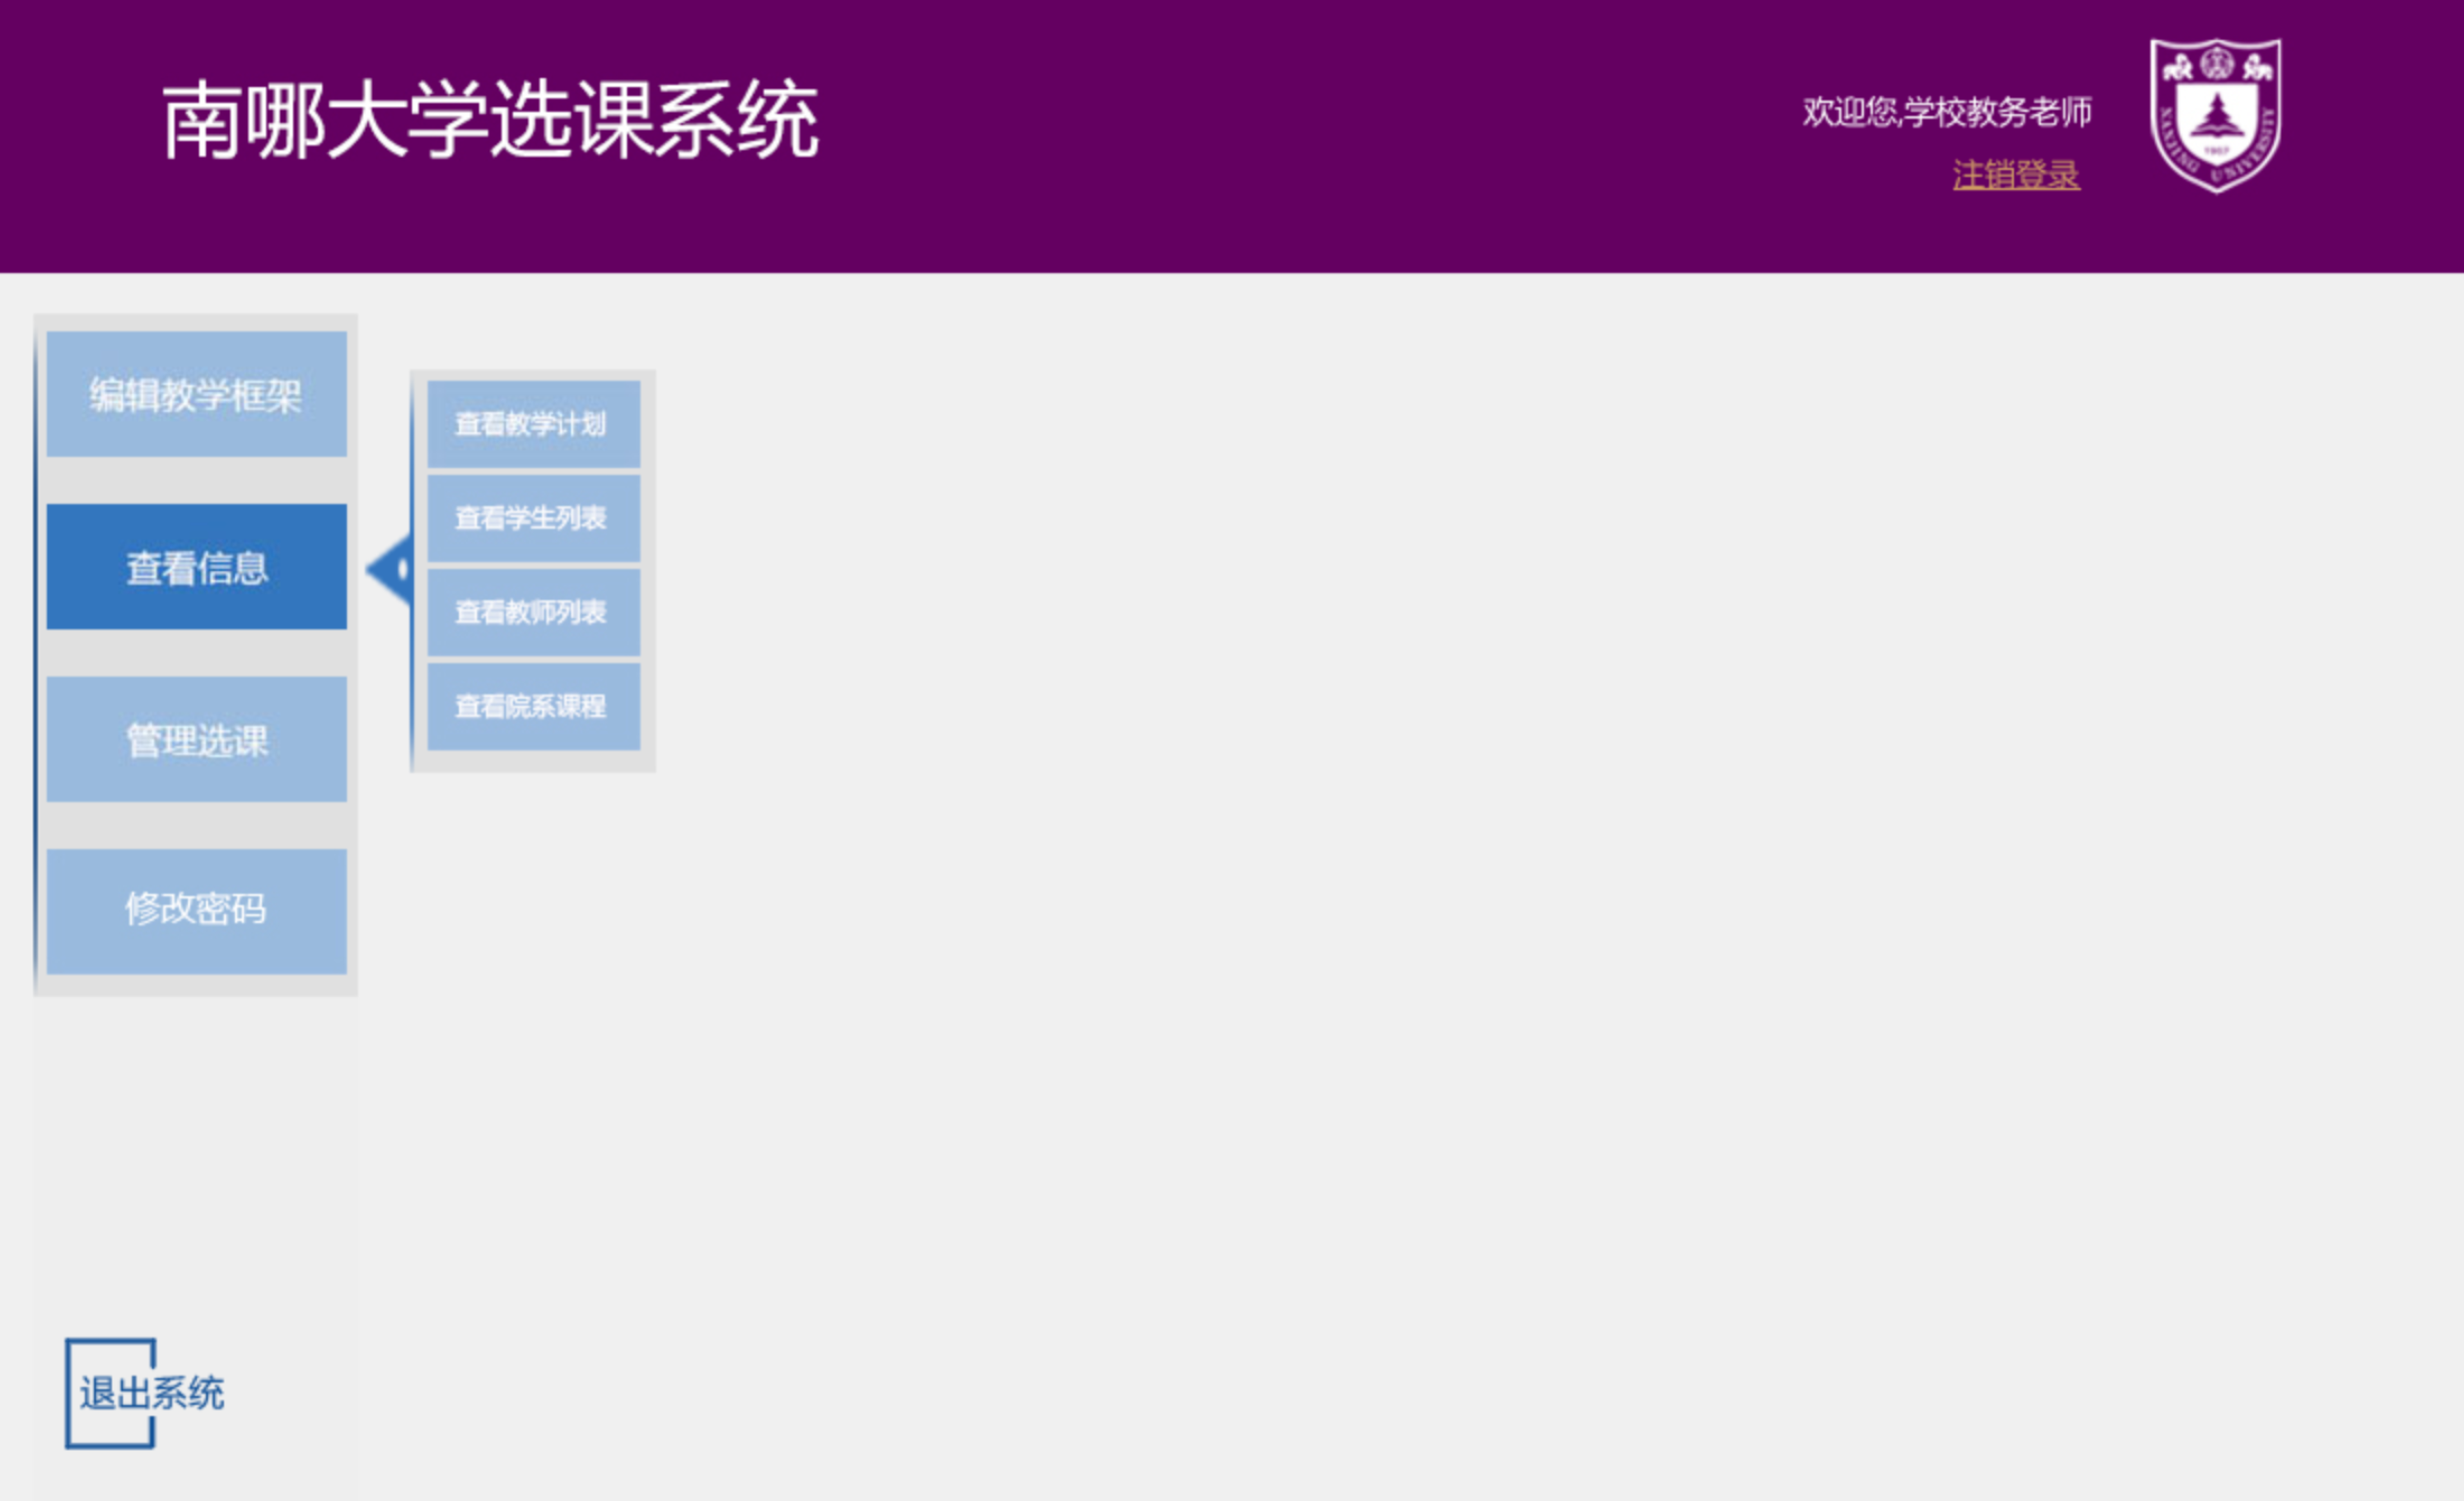 南哪大学选课系统
欢迎您,学校教务老师
注销登录
NANJING UNIVERSITY
1902
编辑教学框架
查看信息
管理选课
修改密码
查看教学计划
查看学生列表
查看教师列表
查看院系课程
退出系统